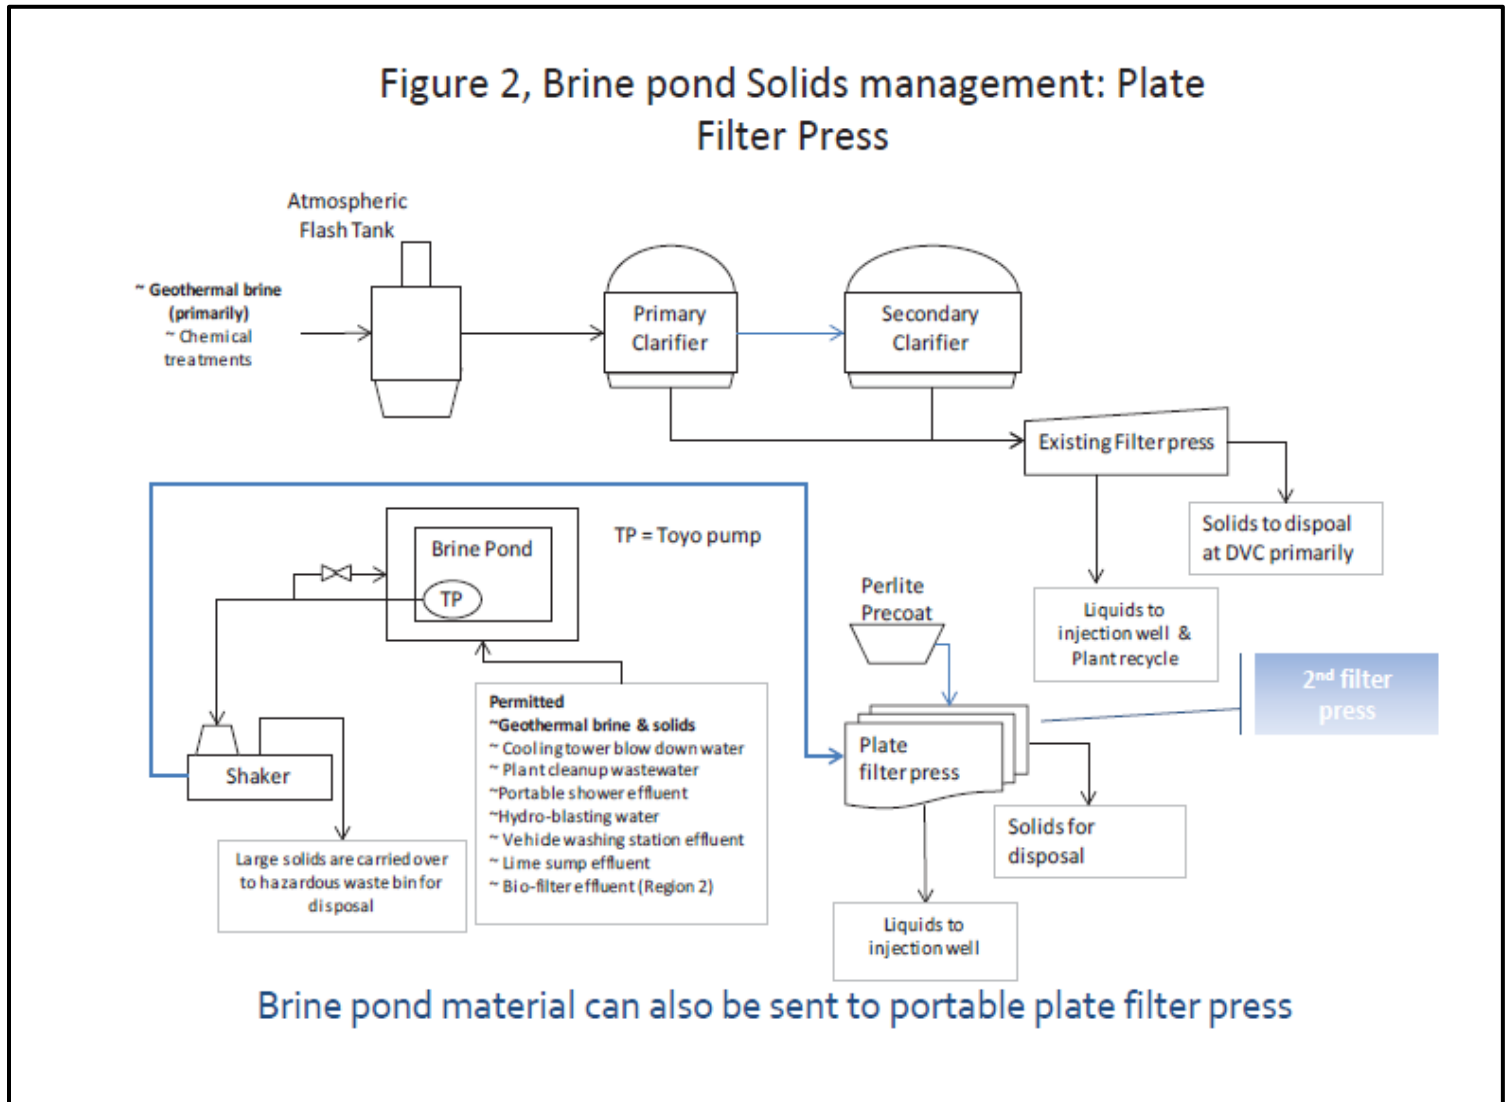 Figure 2, Brine pond Solids management: Plate
Filter Press
Atmospheric
Flash Tank
~ Geothermal brine
(primarily)
~ Chemical
treatments
Primary
Clarifier
Secondary
Clarifier
Existing Filter press
Solids to dispoal
at DVC primarily
Liquids to
injection well &
Plant recycle
Brine Pond
TP
TP = Toyo pump
Perlite
Precoat
2nd filter
press
Permitted
~Geothermal brine & solids
~ Cooling tower blow down water
~ Plant cleanup wastewater
~Portable shower effluent
~Hydro-blasting water
~ Vehicle washing station effluent
~ Lime sump effluent
~ Bio-filter effluent (Region 2)
Plate
filter press
Shaker
Solids for
disposal
Large solids are carried over
to hazardous waste bin for
disposal
Liquids to
injection well
Brine pond material can also be sent to portable plate filter press